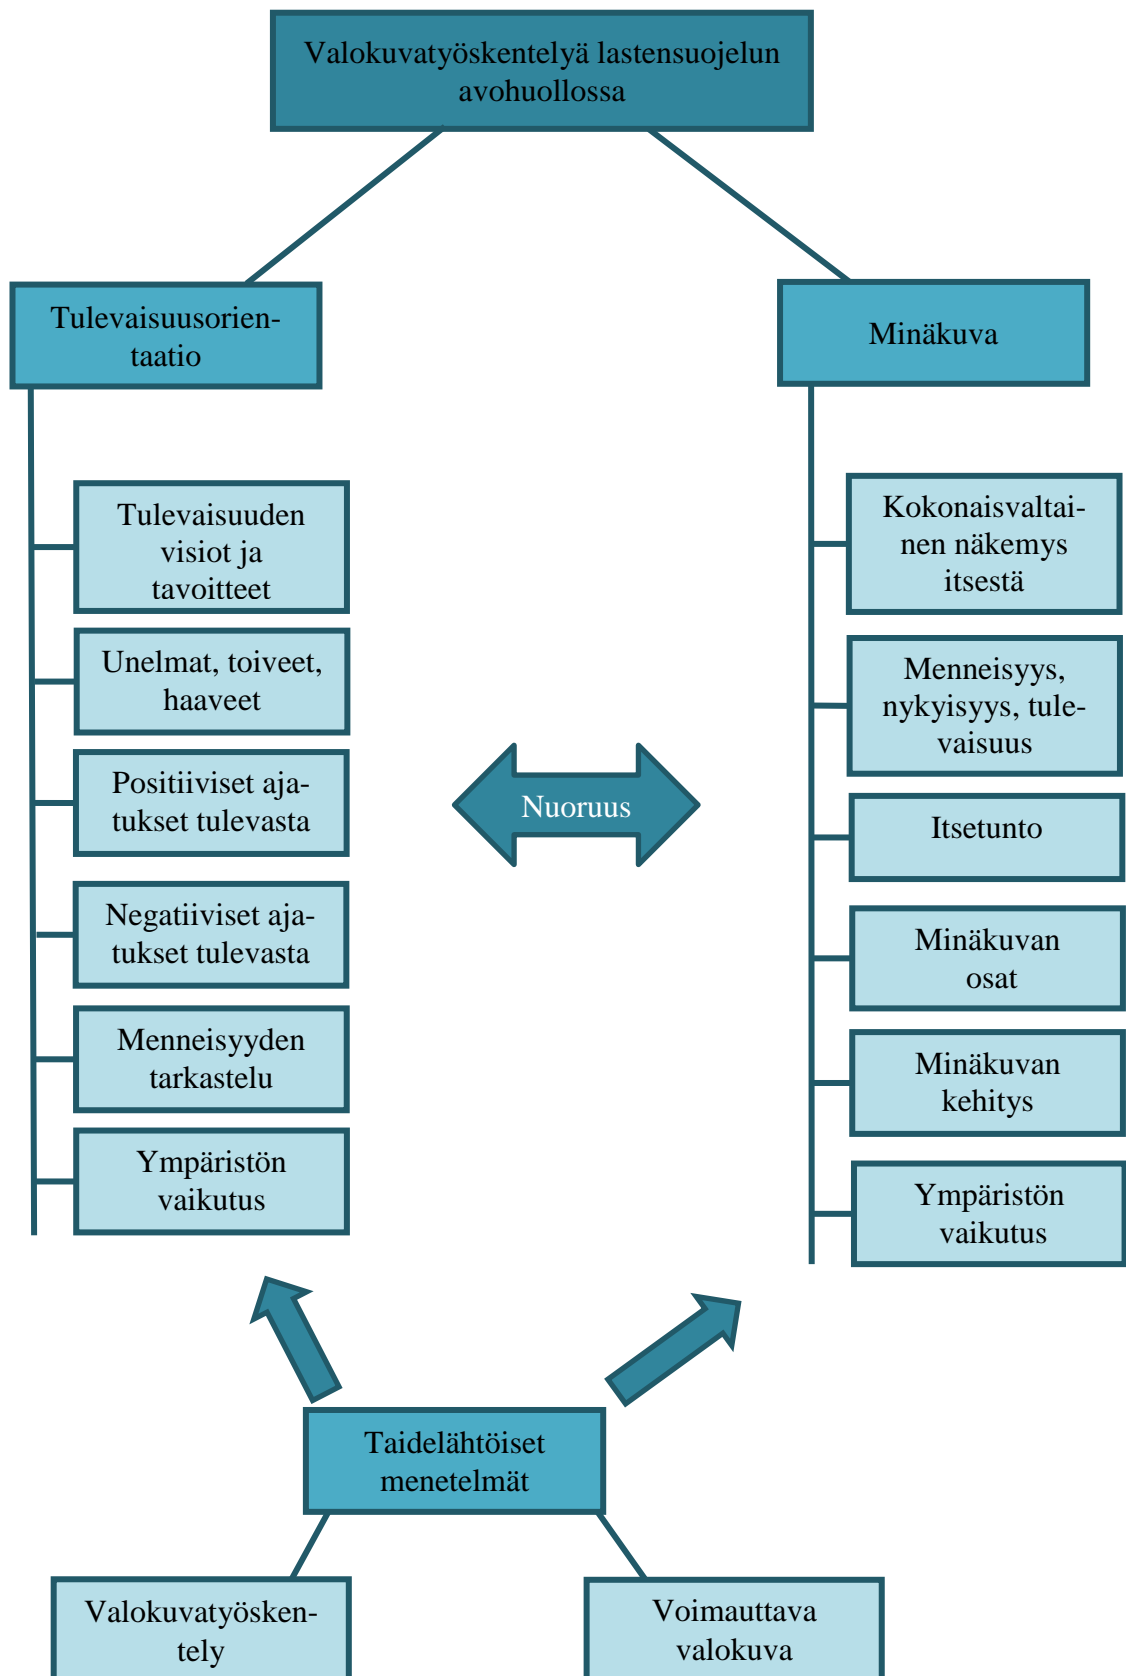 Valokuvatyöskentelyä lastensuojelun
avohuollossa
Tulevaisuusorien-
taatio
Minäkuva
Tulevaisuuden
visiot ja
tavoitteet
Unelmat, toiveet,
haaveet
Positiiviset aja-
tukset tulevasta
Negatiiviset aja-
tukset tulevasta
Menneisyyden
tarkastelu
Ympäristön
vaikutus
Nuoruus
Kokonaisvaltai-
nen näkemys
itsestä
Menneisyys,
nykyisyys, tule-
vaisuus
Itsetunto
Minäkuvan
osat
Minäkuvan
kehitys
Ympäristön
vaikutus
Taidelähtöiset
menetelmät
Valokuvatyösken-
tely
Voimauttava
valokuva